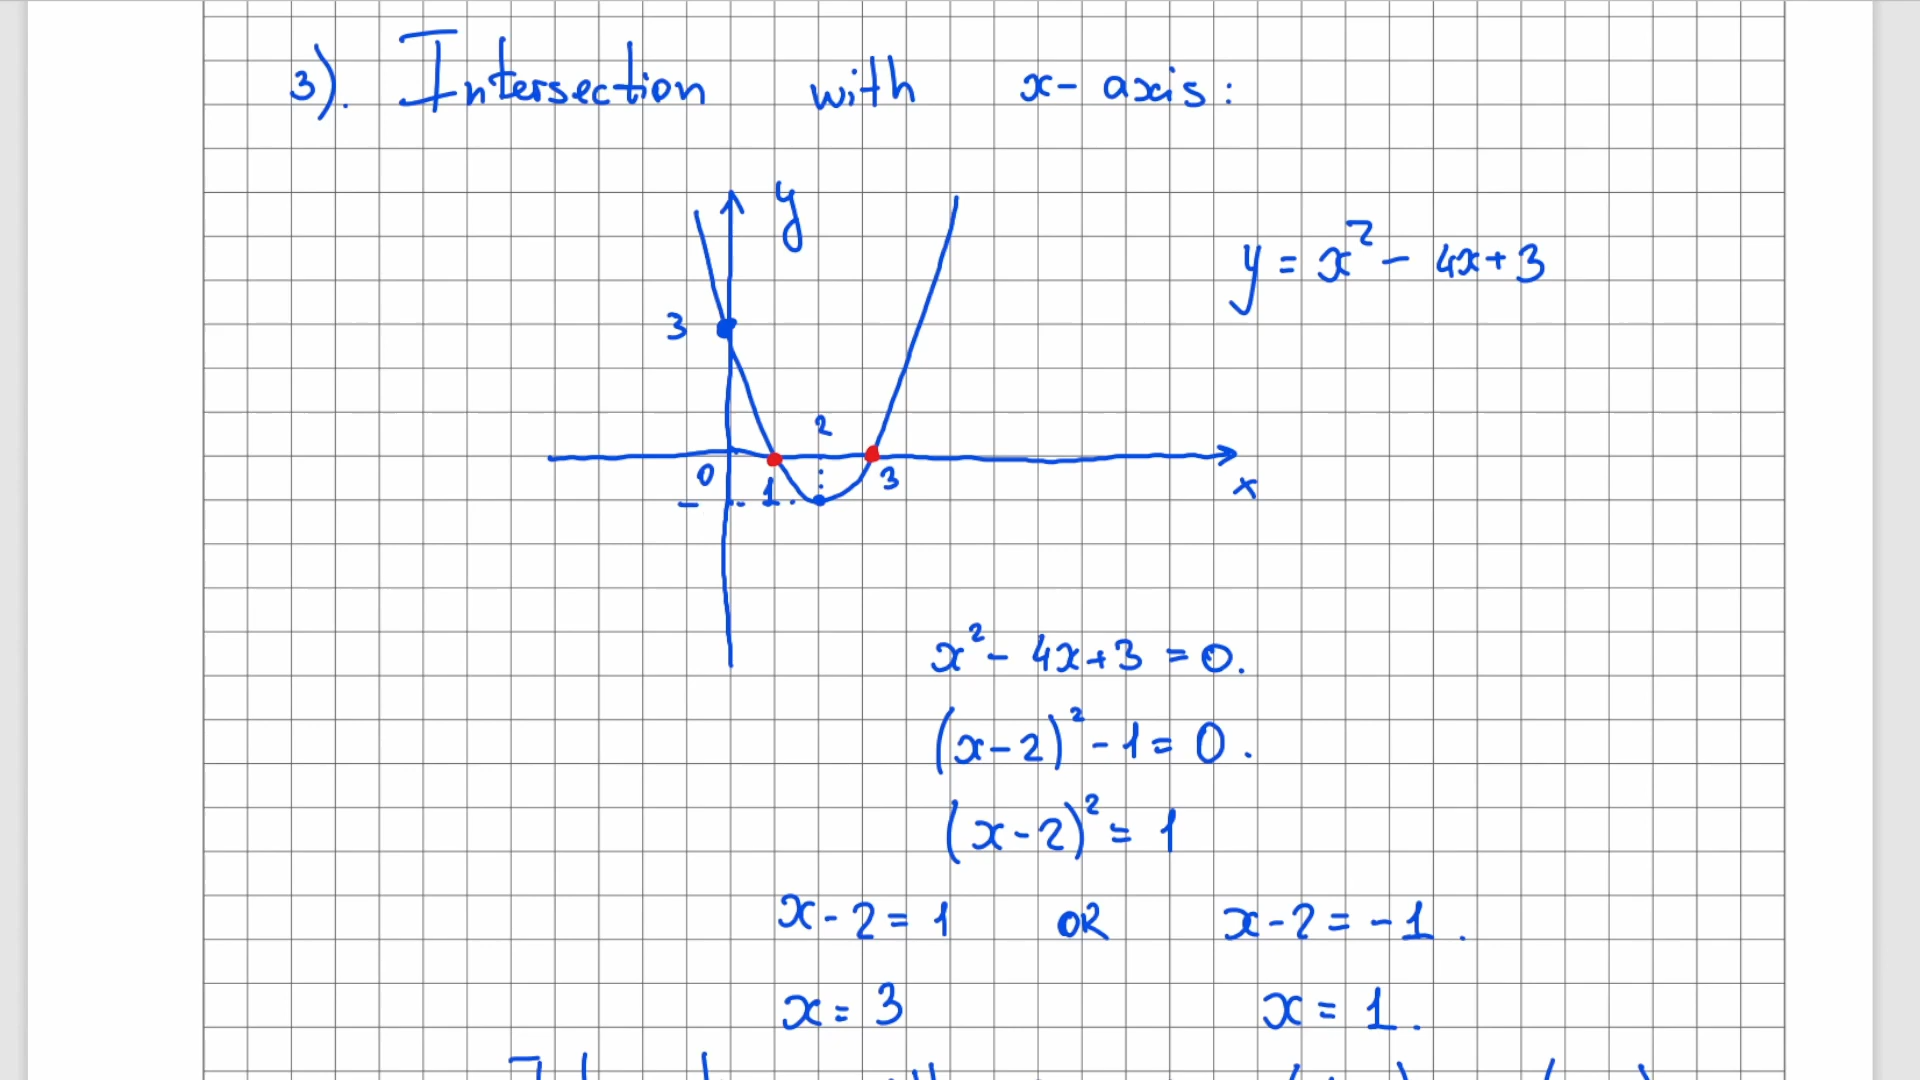 3). Intersection with x- axis:
y
y = x² - 4x+3
3
2
0
1
3
x
-
x² - 4x+3 = 0.
(x-2)² - 1 = 0.
(x-2)² = 1
x-2 = 1 OR x-2 = -1.
x = 3 x = 1.